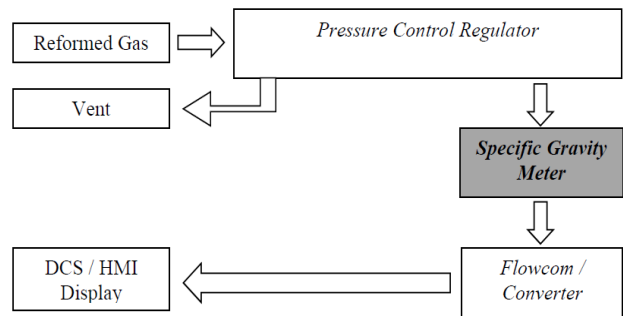 Reformed Gas
Pressure Control Regulator
Vent
Specific Gravity
Meter
DCS / HMI
Display
Flowcom /
Converter